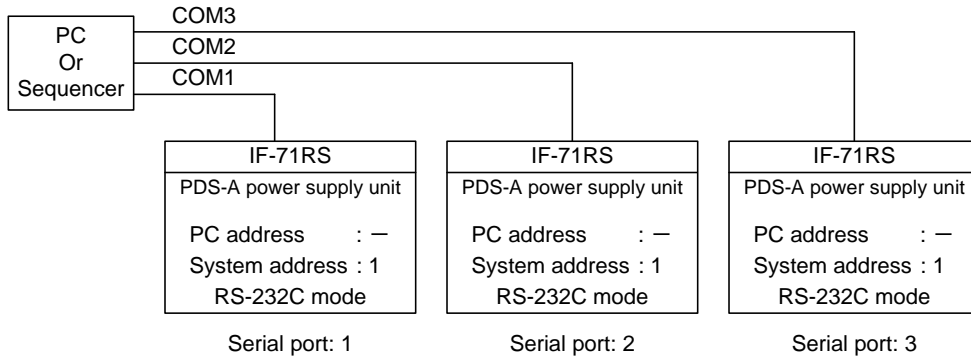 COM3
PC
Or
Sequencer
COM2
COM1
IF-71RS
PDS-A power supply unit
PC address : ー
System address : 1
RS-232C mode
Serial port: 1
IF-71RS
PDS-A power supply unit
PC address : ー
System address : 1
RS-232C mode
Serial port: 2
IF-71RS
PDS-A power supply unit
PC address : ー
System address : 1
RS-232C mode
Serial port: 3